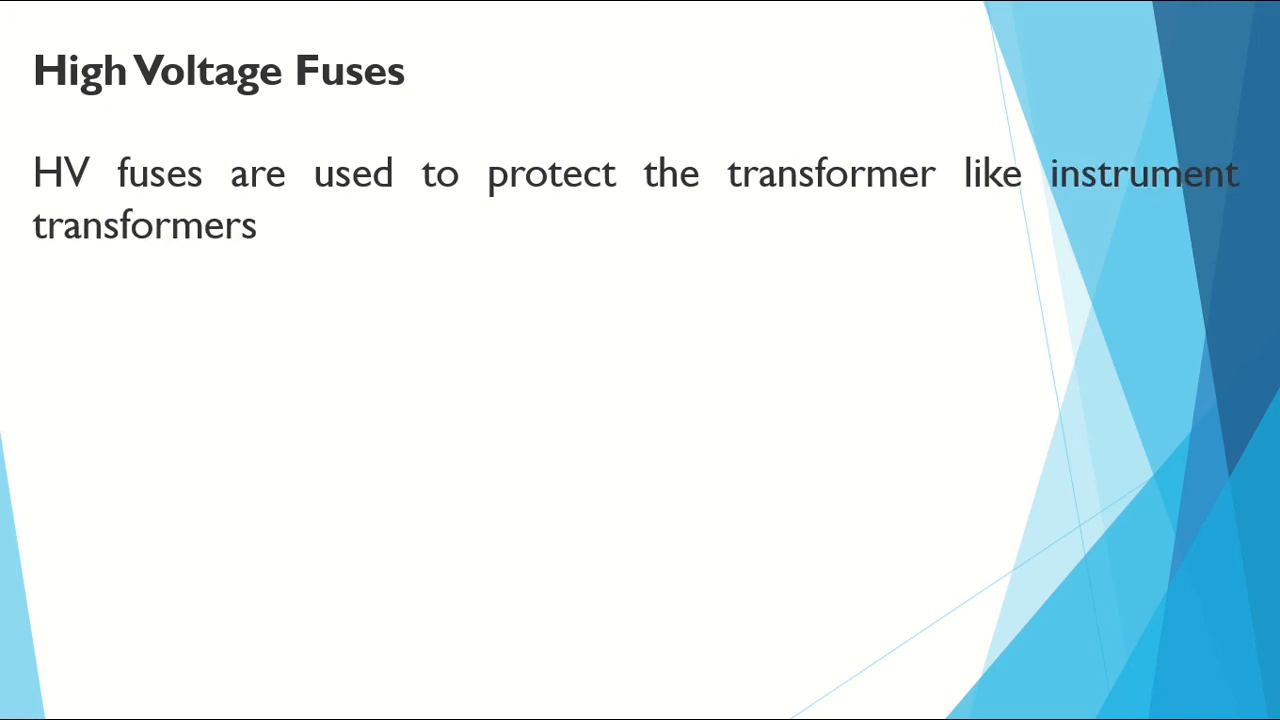 High Voltage Fuses
HV fuses are used to protect the transformer like instrument
transformers